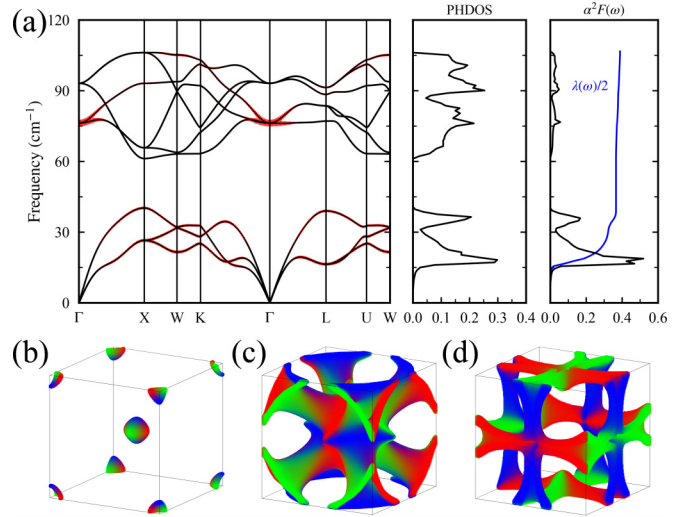 (a)
PHDOS
α²F(ω)
Frequency (cm⁻¹)
120
90
60
30
0
Γ X W K Γ L U W
0.0 0.1 0.2 0.3 0.4
λ(ω)/2
0.0 0.2 0.4 0.6
(b) (c) (d)